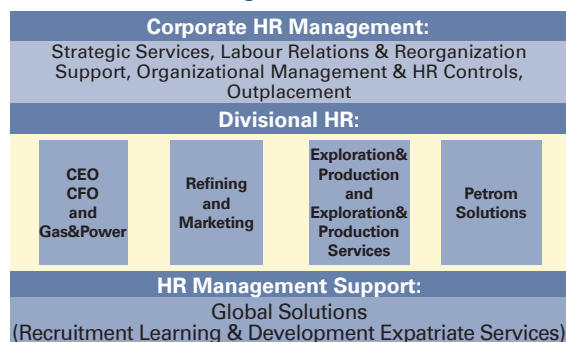 Corporate HR Management:
Strategic Services, Labour Relations & Reorganization
Support, Organizational Management & HR Controls,
Outplacement
Divisional HR:
CEO
CFO
and
Gas&Power
Refining
and
Marketing
Exploration&
Production
and
Exploration&
Production
Services
Petrom
Solutions
HR Management Support:
Global Solutions
(Recruitment Learning & Development Expatriate Services)